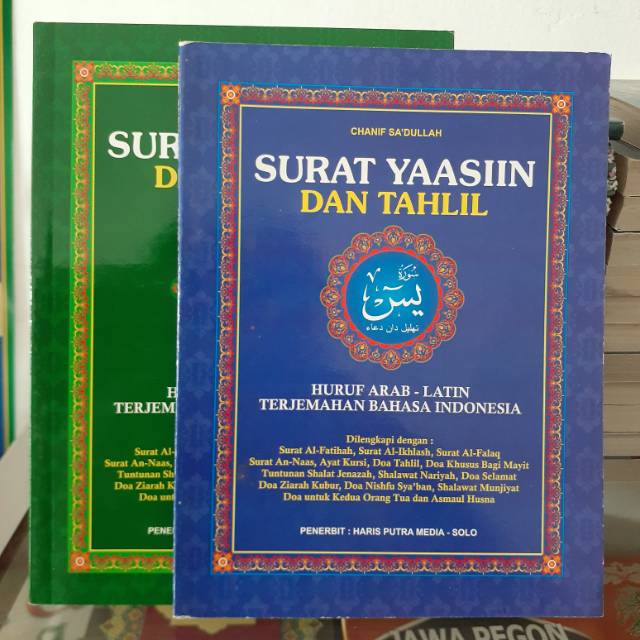 CHANIF SA'DULLAH
SURAT YAASIIN
DAN TAHLIL
سُوْرَةُ
يٰسٓ
تهليل دان دعاء
HURUF ARAB - LATIN
TERJEMAHAN BAHASA INDONESIA
Dilengkapi dengan :
Surat Al-Fatihah, Surat Al-Ikhlash, Surat Al-Falaq
Surat An-Naas, Ayat Kursi, Doa Tahlil, Doa Khusus Bagi Mayit
Tuntunan Shalat Jenazah, Shalawat Nariyah, Doa Selamat
Doa Ziarah Kubur, Doa Nishfu Sya'ban, Shalawat Munjiyat
Doa untuk Kedua Orang Tua dan Asmaul Husna
PENERBIT : HARIS PUTRA MEDIA - SOLO
SUR
D
H
TERJEM
Surat Al-
Surat An-Naas,
Tuntunan Sh
Doa Ziarah K
Doa un
PENE
JAWA PEGON